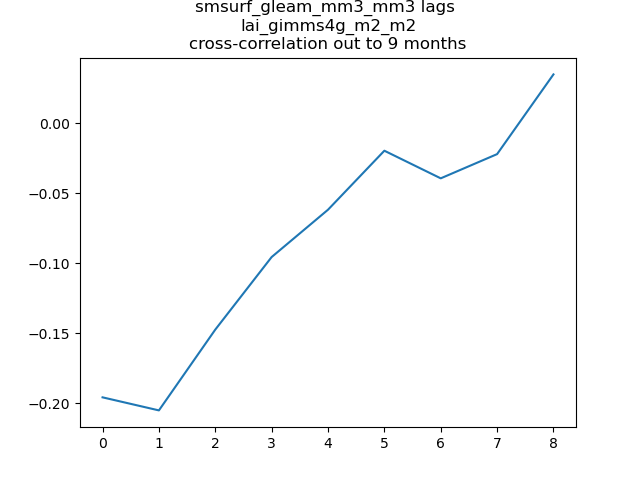 smsurf_gleam_mm3_mm3 lags
lai_gimms4g_m2_m2
cross-correlation out to 9 months
0.00
−0.05
−0.10
−0.15
−0.20
0 1 2 3 4 5 6 7 8